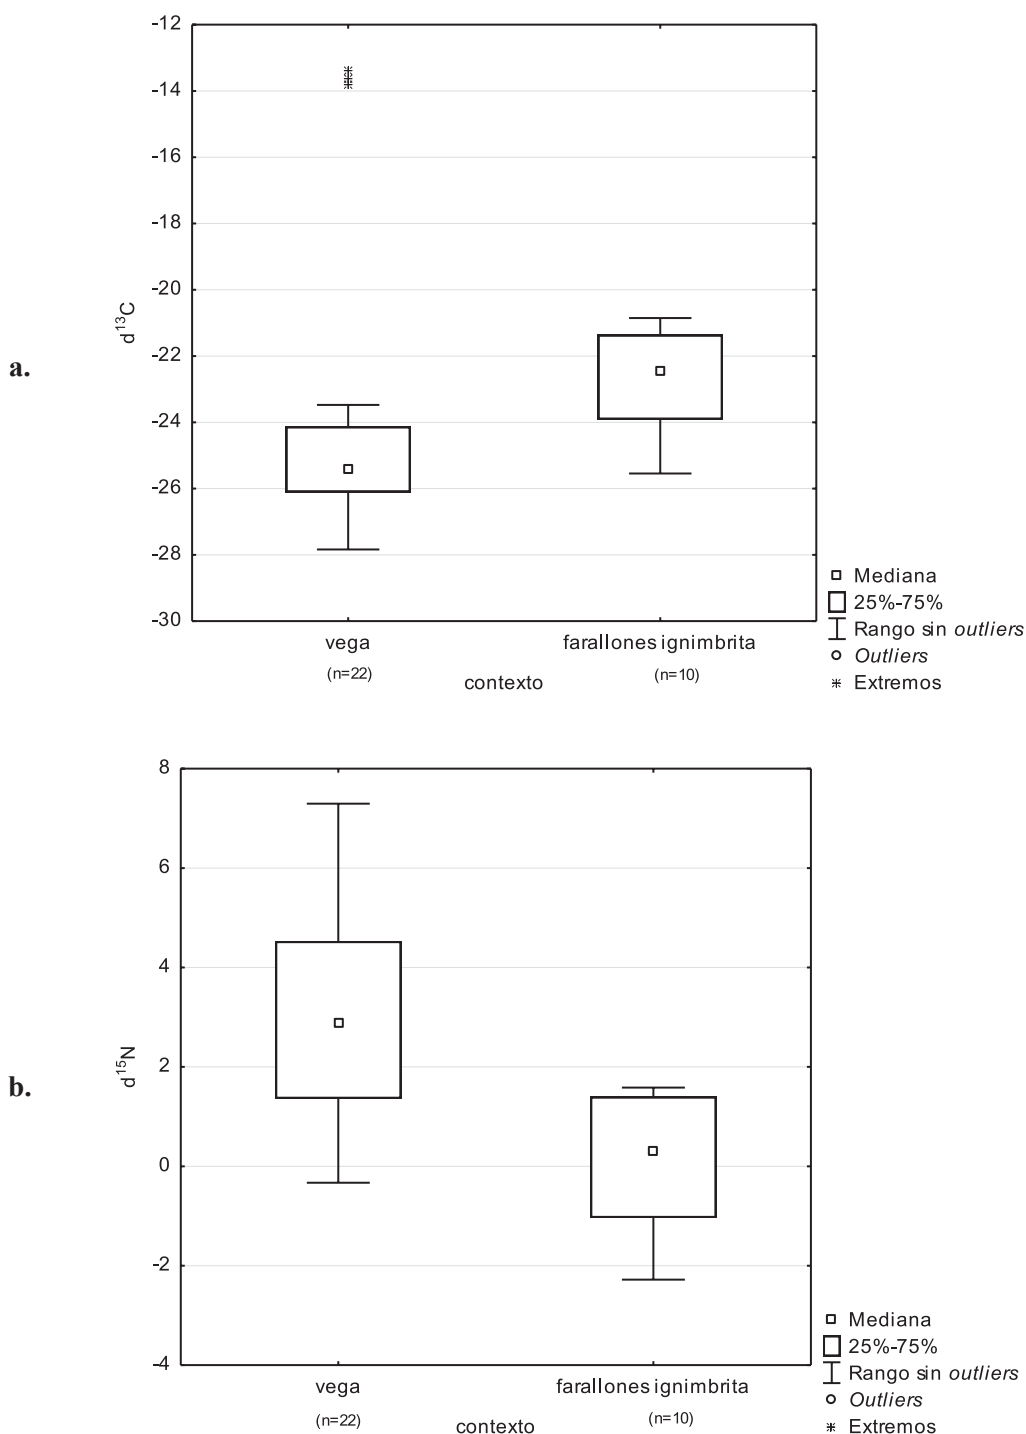 a.
d13C
-12
-14
-16
-18
-20
-22
-24
-26
-28
-30
vega
farallones ignimbrita
(n=22)
(n=10)
contexto
Mediana
25%-75%
Rango sin outliers
Outliers
Extremos
b.
d15N
8
6
4
2
0
-2
-4
vega
farallones ignimbrita
(n=22)
(n=10)
contexto
Mediana
25%-75%
Rango sin outliers
Outliers
Extremos